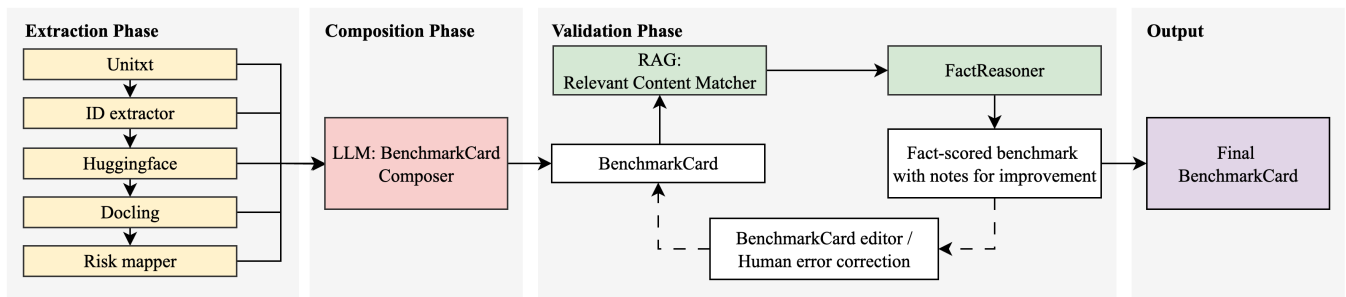 Extraction Phase
Unitxt
ID extractor
Huggingface
Docling
Risk mapper
Composition Phase
LLM: BenchmarkCard
Composer
Validation Phase
RAG:
Relevant Content Matcher
FactReasoner
BenchmarkCard
Fact-scored benchmark
with notes for improvement
BenchmarkCard editor /
Human error correction
Output
Final
BenchmarkCard